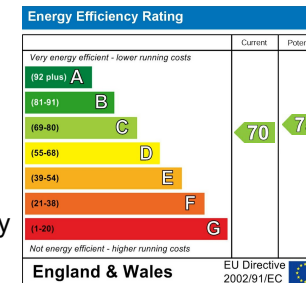 Energy Efficiency Rating
Current
Very energy efficient - lower running costs
(92 plus) A
(81-91) B
(69-80) C
70
(55-68) D
(39-54) E
(21-38) F
(1-20) G
Not energy efficient - higher running costs
England & Wales
EU Directive
2002/91/EC